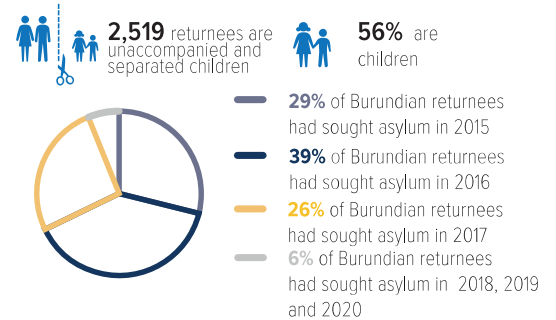 2,519 returnees are
unaccompanied and
separated children
56% are
children
29% of Burundian returnees
had sought asylum in 2015
39% of Burundian returnees
had sought asylum in 2016
26% of Burundian returnees
had sought asylum in 2017
6% of Burundian returnees
had sought asylum in 2018, 2019
and 2020